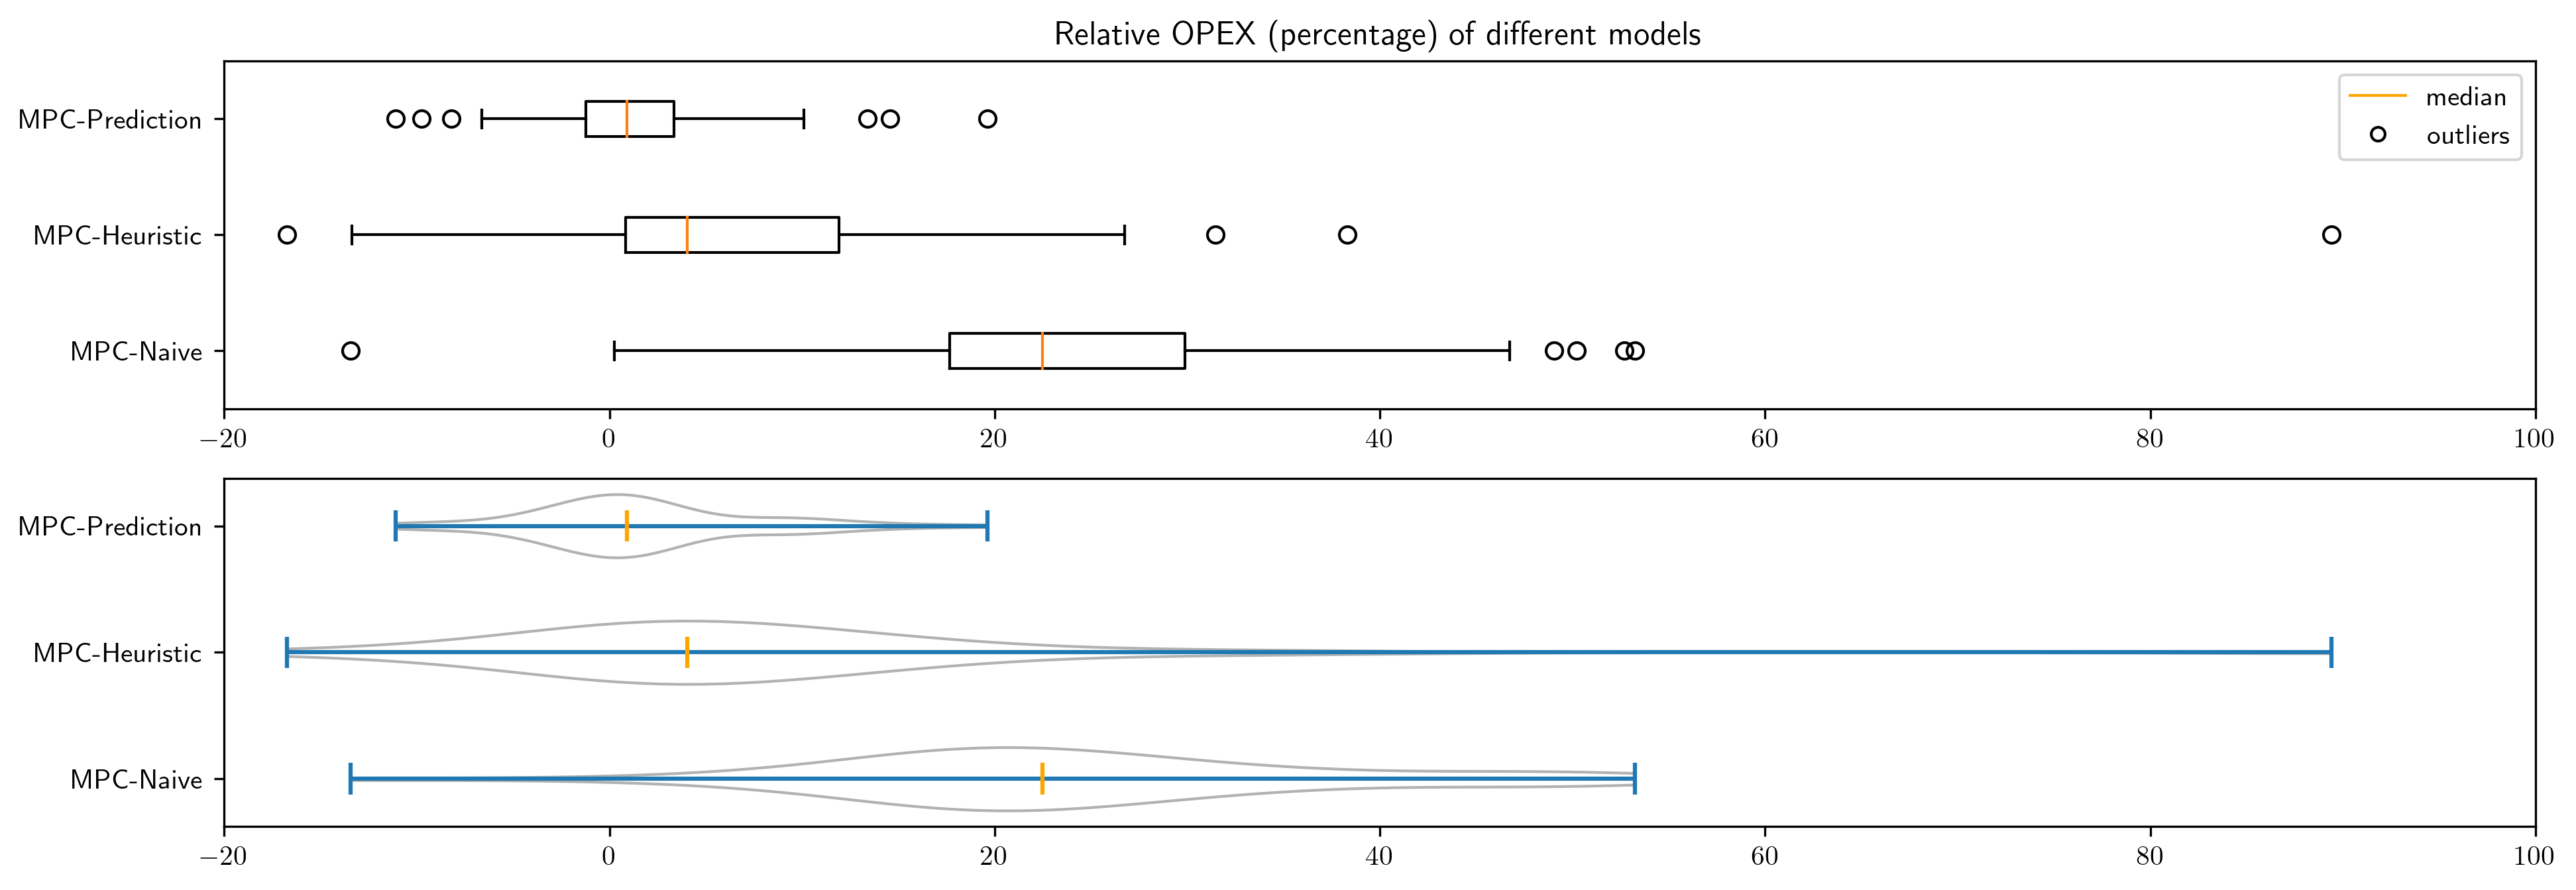 Relative OPEX (percentage) of different models
MPC-Prediction
median
outliers
MPC-Heuristic
MPC-Naive
−20 0 20 40 60 80 100
MPC-Prediction
MPC-Heuristic
MPC-Naive
−20 0 20 40 60 80 100